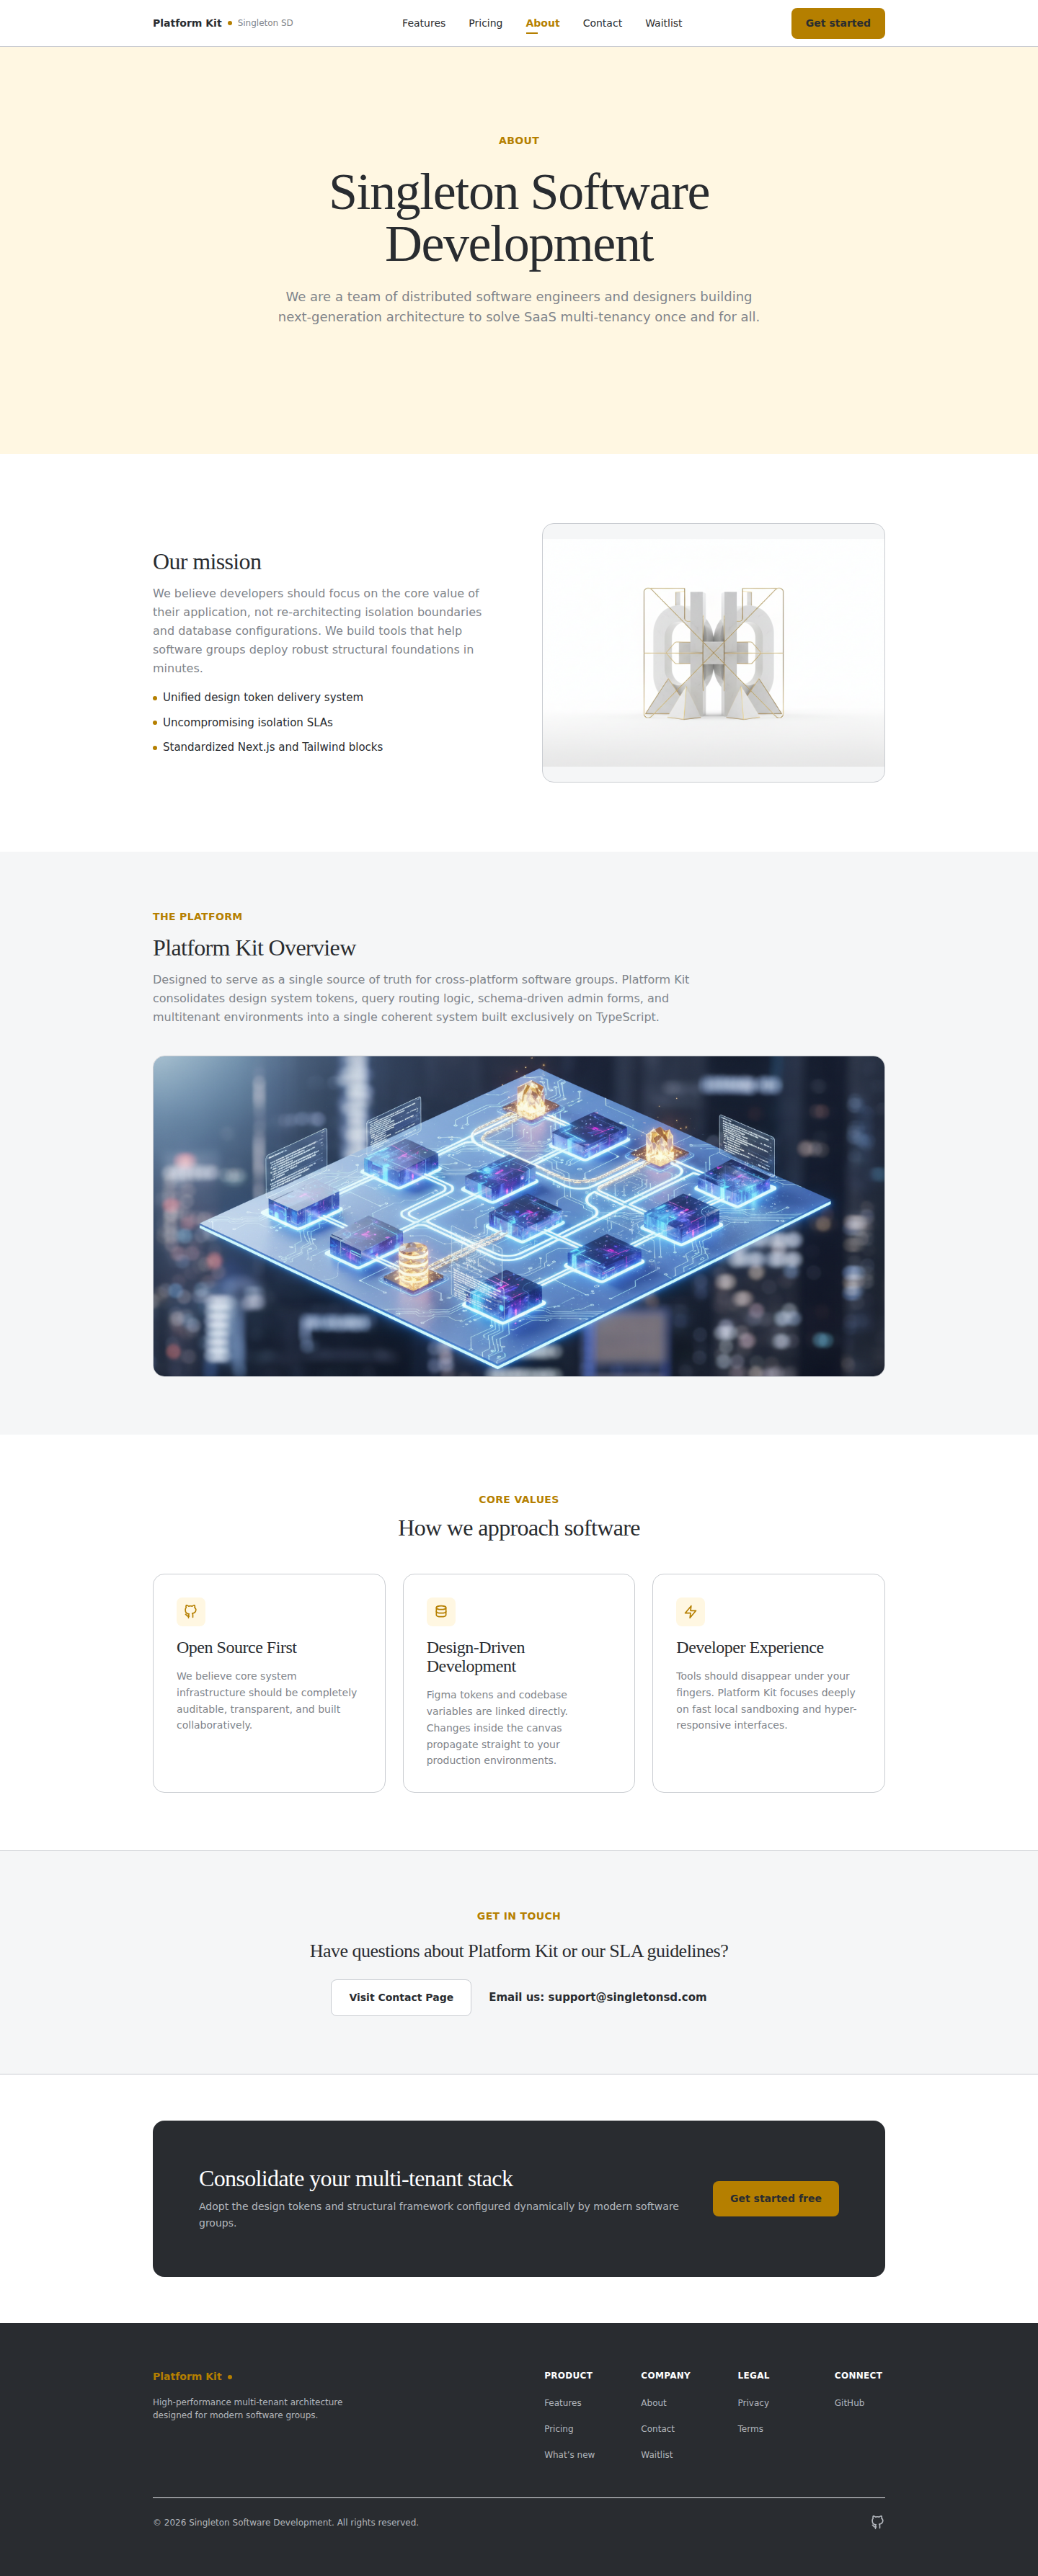 Platform Kit Singleton SD
Features Pricing About Contact Waitlist
Get started
ABOUT
Singleton Software
Development
We are a team of distributed software engineers and designers building
next-generation architecture to solve SaaS multi-tenancy once and for all.
Our mission
We believe developers should focus on the core value of
their application, not re-architecting isolation boundaries
and database configurations. We build tools that help
software groups deploy robust structural foundations in
minutes.
Unified design token delivery system
Uncompromising isolation SLAs
Standardized Next.js and Tailwind blocks
THE PLATFORM
Platform Kit Overview
Designed to serve as a single source of truth for cross-platform software groups. Platform Kit
consolidates design system tokens, query routing logic, schema-driven admin forms, and
multitenant environments into a single coherent system built exclusively on TypeScript.
CORE VALUES
How we approach software
Open Source First
We believe core system
infrastructure should be completely
auditable, transparent, and built
collaboratively.
Design-Driven
Development
Figma tokens and codebase
variables are linked directly.
Changes inside the canvas
propagate straight to your
production environments.
Developer Experience
Tools should disappear under your
fingers. Platform Kit focuses deeply
on fast local sandboxing and hyper-
responsive interfaces.
GET IN TOUCH
Have questions about Platform Kit or our SLA guidelines?
Visit Contact Page
Email us: support@singletonsd.com
Consolidate your multi-tenant stack
Adopt the design tokens and structural framework configured dynamically by modern software
groups.
Get started free
Platform Kit
High-performance multi-tenant architecture
designed for modern software groups.
PRODUCT
Features
Pricing
What's new
COMPANY
About
Contact
Waitlist
LEGAL
Privacy
Terms
CONNECT
GitHub
© 2026 Singleton Software Development. All rights reserved.